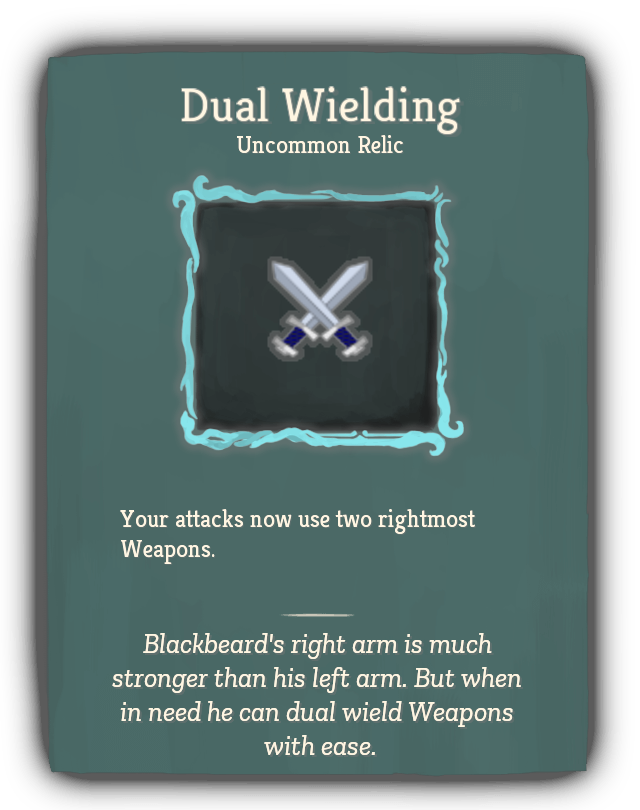 Dual Wielding
Uncommon Relic
Your attacks now use two rightmost
Weapons.
Blackbeard's right arm is much
stronger than his left arm. But when
in need he can dual wield Weapons
with ease.